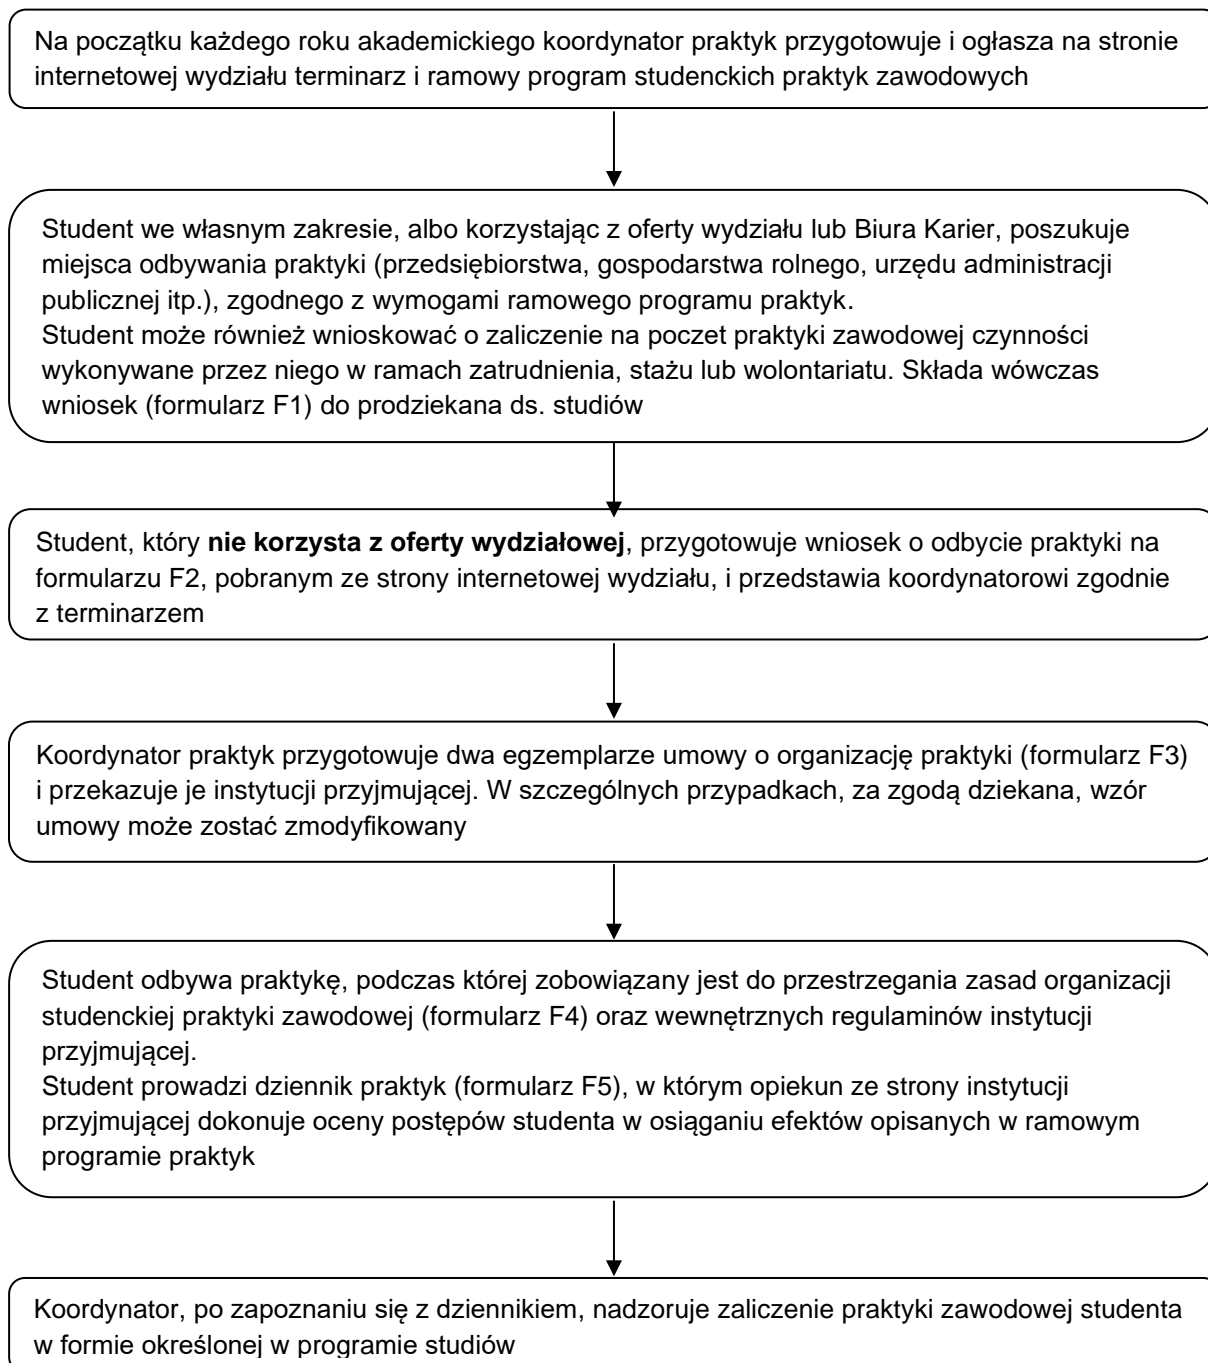 Na początku każdego roku akademickiego koordynator praktyk przygotowuje i ogłasza na stronie
internetowej wydziału terminarz i ramowy program studenckich praktyk zawodowych
Student we własnym zakresie, albo korzystając z oferty wydziału lub Biura Karier, poszukuje
miejsca odbywania praktyki (przedsiębiorstwa, gospodarstwa rolnego, urzędu administracji
publicznej itp.), zgodnego z wymogami ramowego programu praktyk.
Student może również wnioskować o zaliczenie na poczet praktyki zawodowej czynności
wykonywane przez niego w ramach zatrudnienia, stażu lub wolontariatu. Składa wówczas
wniosek (formularz F1) do prodziekana ds. studiów
Student, który nie korzysta z oferty wydziałowej, przygotowuje wniosek o odbycie praktyki na
formularzu F2, pobranym ze strony internetowej wydziału, i przedstawia koordynatorowi zgodnie
z terminarzem
Koordynator praktyk przygotowuje dwa egzemplarze umowy o organizację praktyki (formularz F3)
i przekazuje je instytucji przyjmującej. W szczególnych przypadkach, za zgodą dziekana, wzór
umowy może zostać zmodyfikowany
Student odbywa praktykę, podczas której zobowiązany jest do przestrzegania zasad organizacji
studenckiej praktyki zawodowej (formularz F4) oraz wewnętrznych regulaminów instytucji
przyjmującej.
Student prowadzi dziennik praktyk (formularz F5), w którym opiekun ze strony instytucji
przyjmującej dokonuje oceny postępów studenta w osiąganiu efektów opisanych w ramowym
programie praktyk
Koordynator, po zapoznaniu się z dziennikiem, nadzoruje zaliczenie praktyki zawodowej studenta
w formie określonej w programie studiów